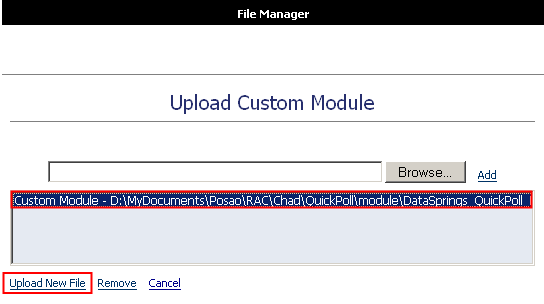 File Manager
Upload Custom Module
Browse... Add
Custom Module - D:\MyDocuments\Posao\RAC\Chad\QuickPoll\module\DataSprings_QuickPoll_
Upload New File Remove Cancel